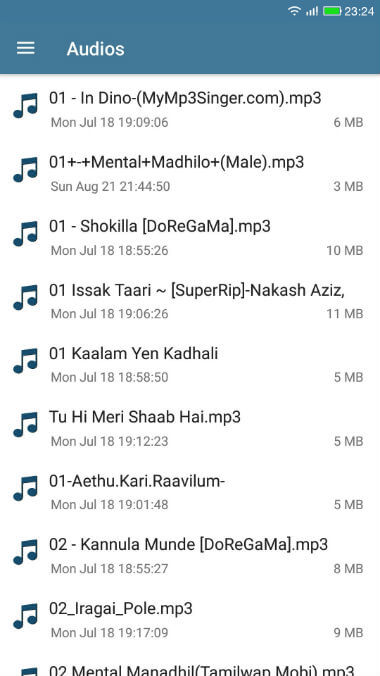 23:24
Audios
01 - In Dino-(MyMp3Singer.com).mp3
Mon Jul 18 19:09:06 6 MB
01+-+Mental+Madhilo+(Male).mp3
Sun Aug 21 21:44:50 3 MB
01 - Shokilla [DoReGaMa].mp3
Mon Jul 18 18:55:26 10 MB
01 Issak Taari ~ [SuperRip]-Nakash Aziz,
Mon Jul 18 19:06:26 11 MB
01 Kaalam Yen Kadhali
Mon Jul 18 18:58:50 5 MB
Tu Hi Meri Shaab Hai.mp3
Mon Jul 18 19:12:23 5 MB
01-Aethu.Kari.Raavilum-
Mon Jul 18 19:01:48 5 MB
02 - Kannula Munde [DoReGaMa].mp3
Mon Jul 18 18:55:27 8 MB
02_Iragai_Pole.mp3
Mon Jul 18 19:17:09 9 MB
02 Mental Manadhil(Tamilwap.Mobi).mp3